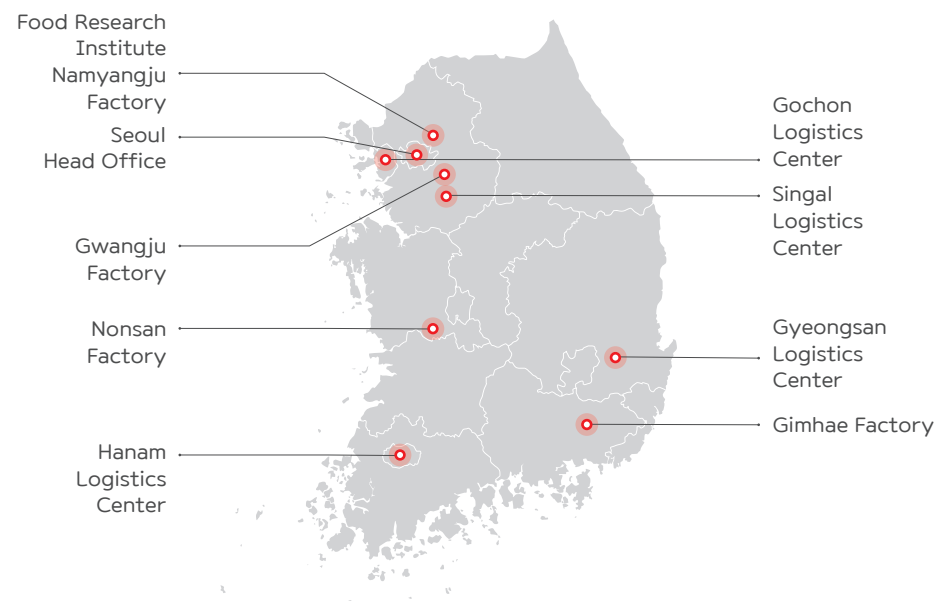 Food Research
Institute
Namyangju
Factory
Seoul
Head Office
Gwangju
Factory
Nonsan
Factory
Hanam
Logistics
Center
Gochon
Logistics
Center
Singal
Logistics
Center
Gyeongsan
Logistics
Center
Gimhae Factory